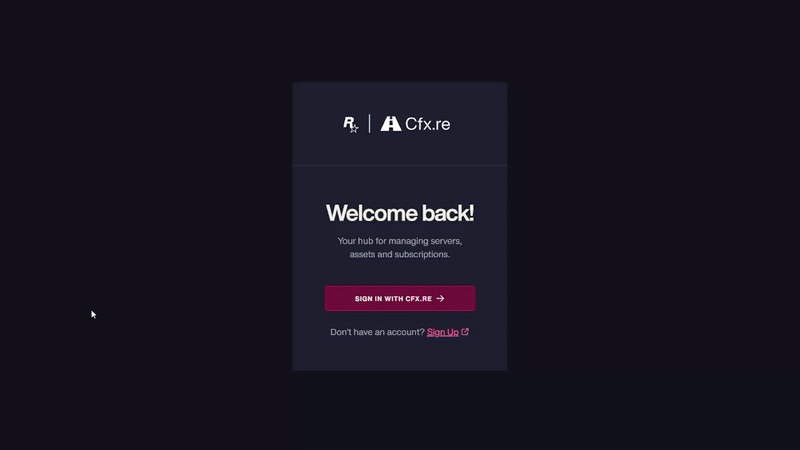 R
Cfx.re
Welcome back!
Your hub for managing servers,
assets and subscriptions.
SIGN IN WITH CFX.RE
Don't have an account? Sign Up